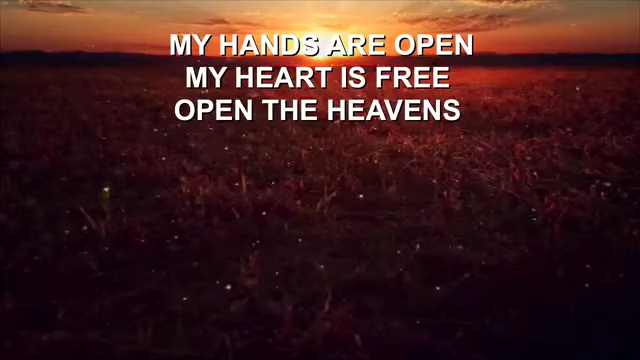 MY HANDS ARE OPEN
MY HEART IS FREE
OPEN THE HEAVENS